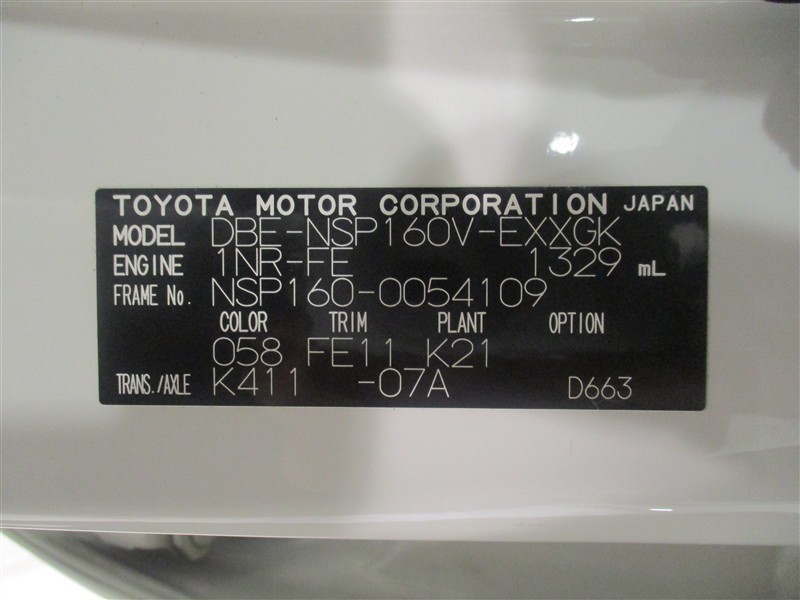 TOYOTA MOTOR CORPORATION JAPAN
MODEL DBE-NSP160V-EXXGK
ENGINE 1NR-FE 1329 mL
FRAME No. NSP160-0054109
COLOR TRIM PLANT OPTION
058 FE11 K21
TRANS./AXLE K411 -07A D663